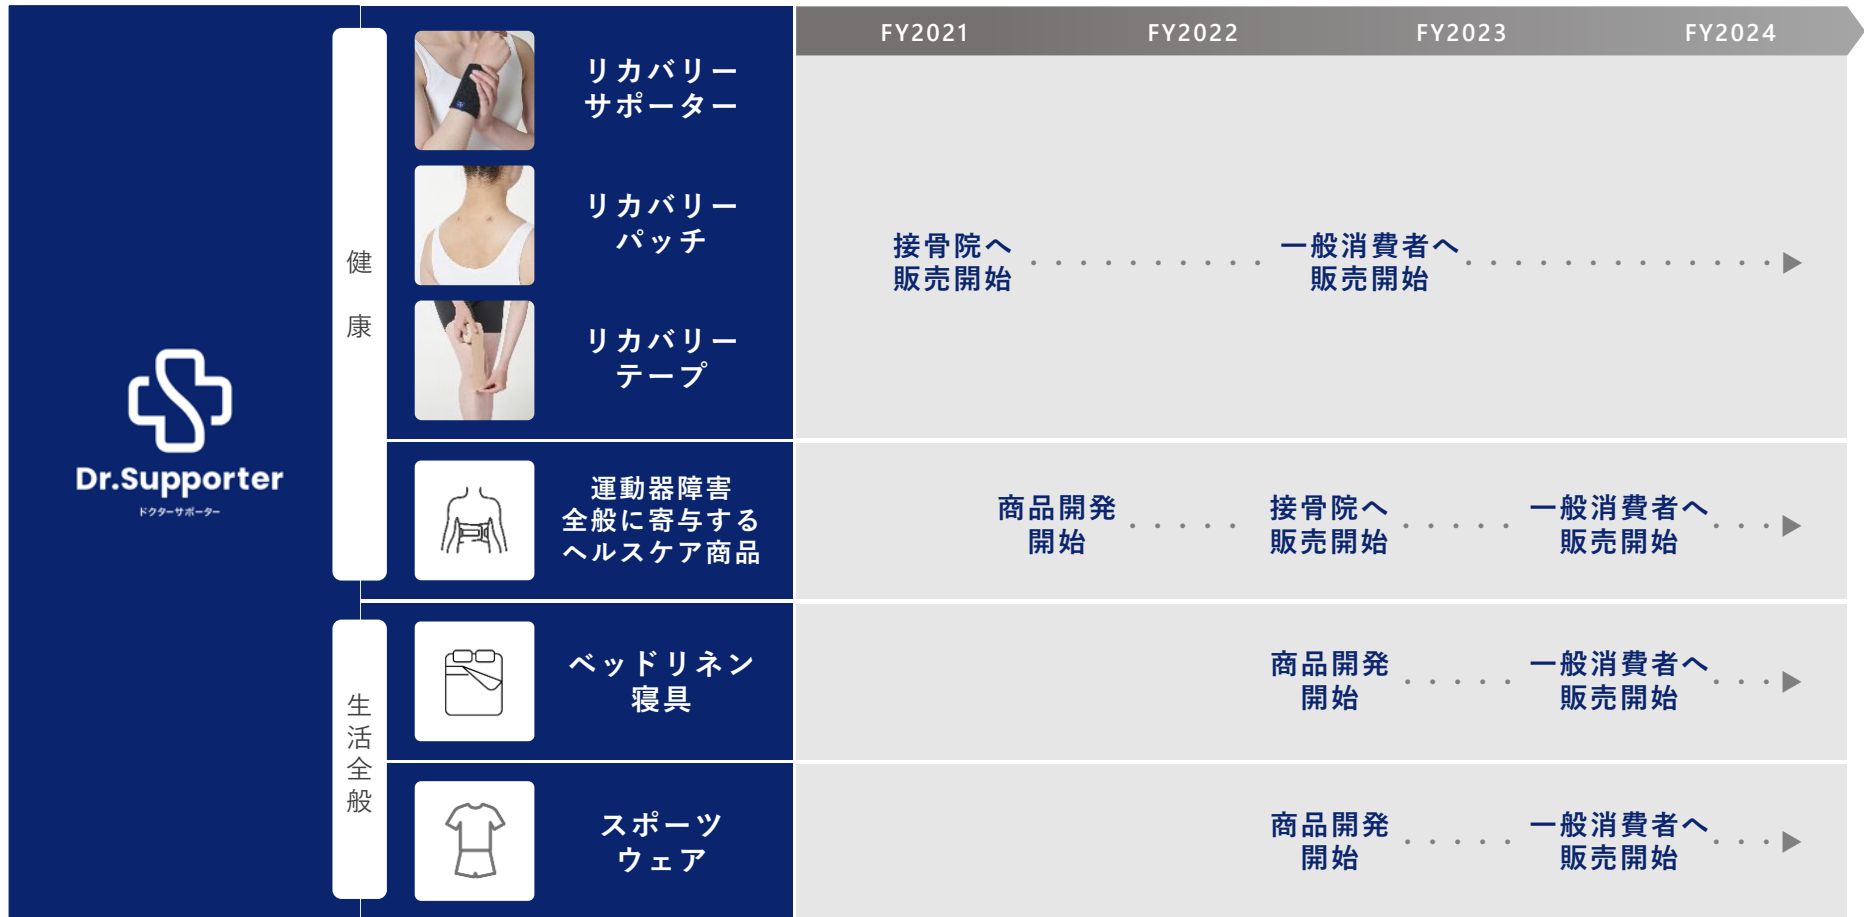 FY2021
FY2022
FY2023
FY2024
Dr.Supporter
ドクターサポーター
健康
リカバリー
サポーター
リカバリー
パッチ
リカバリー
テープ
接骨院へ
販売開始
一般消費者へ
販売開始
運動器障害
全般に寄与する
ヘルスケア商品
商品開発
開始
接骨院へ
販売開始
一般消費者へ
販売開始
生活全般
ベッドリネン
寝具
商品開発
開始
一般消費者へ
販売開始
スポーツ
ウェア
商品開発
開始
一般消費者へ
販売開始